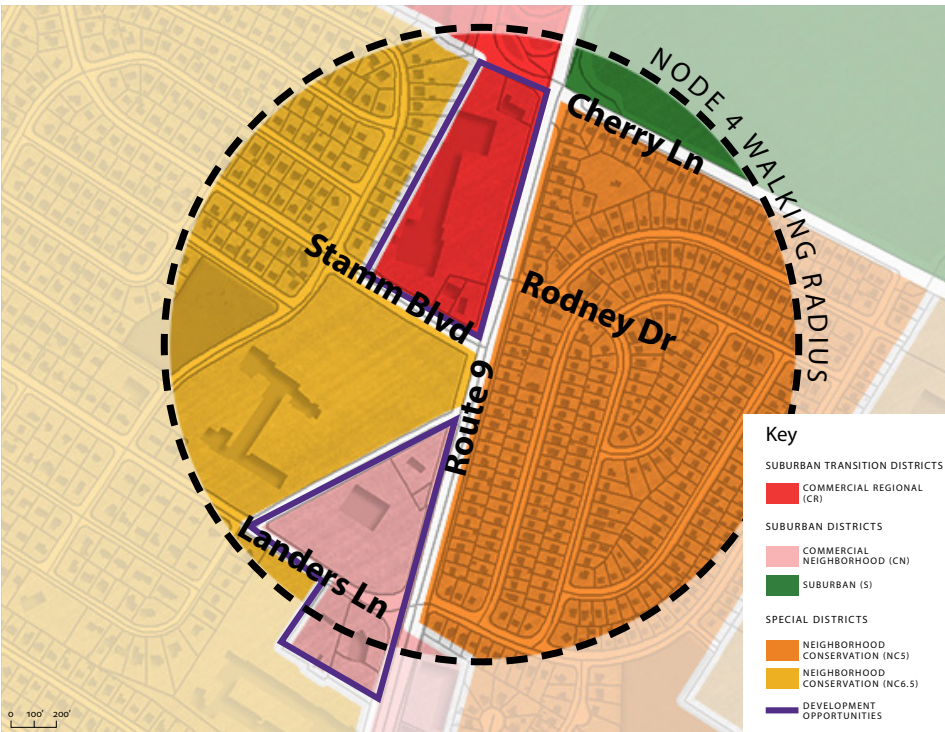 NODE 4 WALKING RADIUS
Cherry Ln
Stamm Blvd
Rodney Dr
Route 9
Landers Ln
Key
SUBURBAN TRANSITION DISTRICTS
COMMERCIAL REGIONAL
(CR)
SUBURBAN DISTRICTS
COMMERCIAL
NEIGHBORHOOD (CN)
SUBURBAN (S)
SPECIAL DISTRICTS
NEIGHBORHOOD
CONSERVATION (NC5)
NEIGHBORHOOD
CONSERVATION (NC6.5)
DEVELOPMENT
OPPORTUNITIES
0 100' 200'